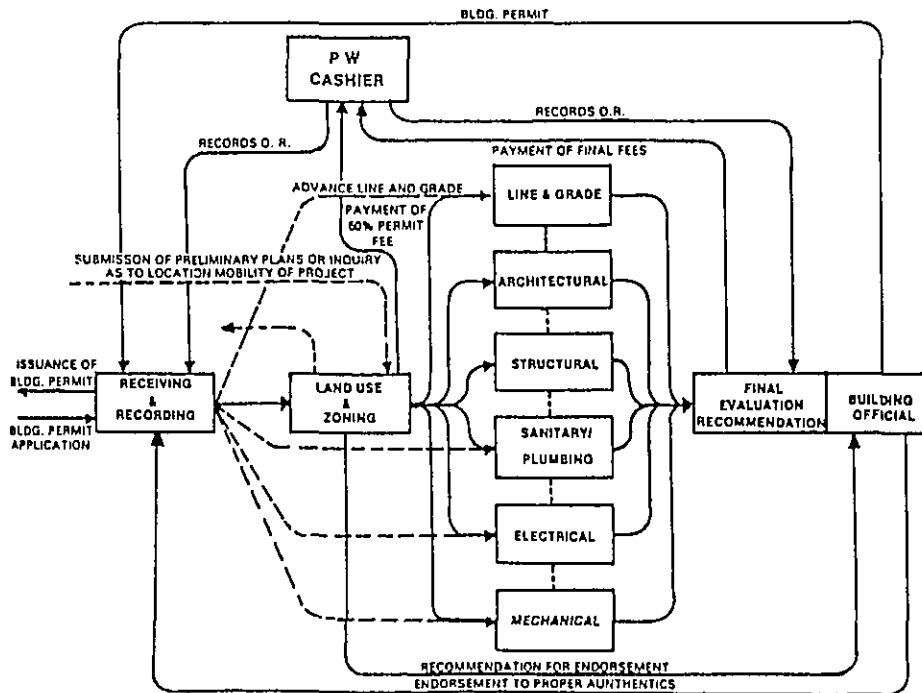 BLDG. PERMIT
P W
CASHIER
RECORDS O.R.
RECORDS O. R.
PAYMENT OF FINAL FEES
ADVANCE LINE AND GRADE
LINE & GRADE
PAYMENT OF
60% PERMIT
FEE
SUBMISSON OF PRELIMINARY PLANS OR INQUIRY
AS TO LOCATION MOBILITY OF PROJECT
ARCHITECTURAL
STRUCTURAL
ISSUANCE OF
BLDG. PERMIT
RECEIVING
&
RECORDING
LAND USE
&
ZONING
FINAL
EVALUATION
RECOMMENDATION
BUILDING
OFFICIAL
BLDG. PERMIT
APPLICATION
SANITARY/
PLUMBING
ELECTRICAL
MECHANICAL
RECOMMENDATION FOR ENDORSEMENT
ENDORSEMENT TO PROPER AUNTHENTICS